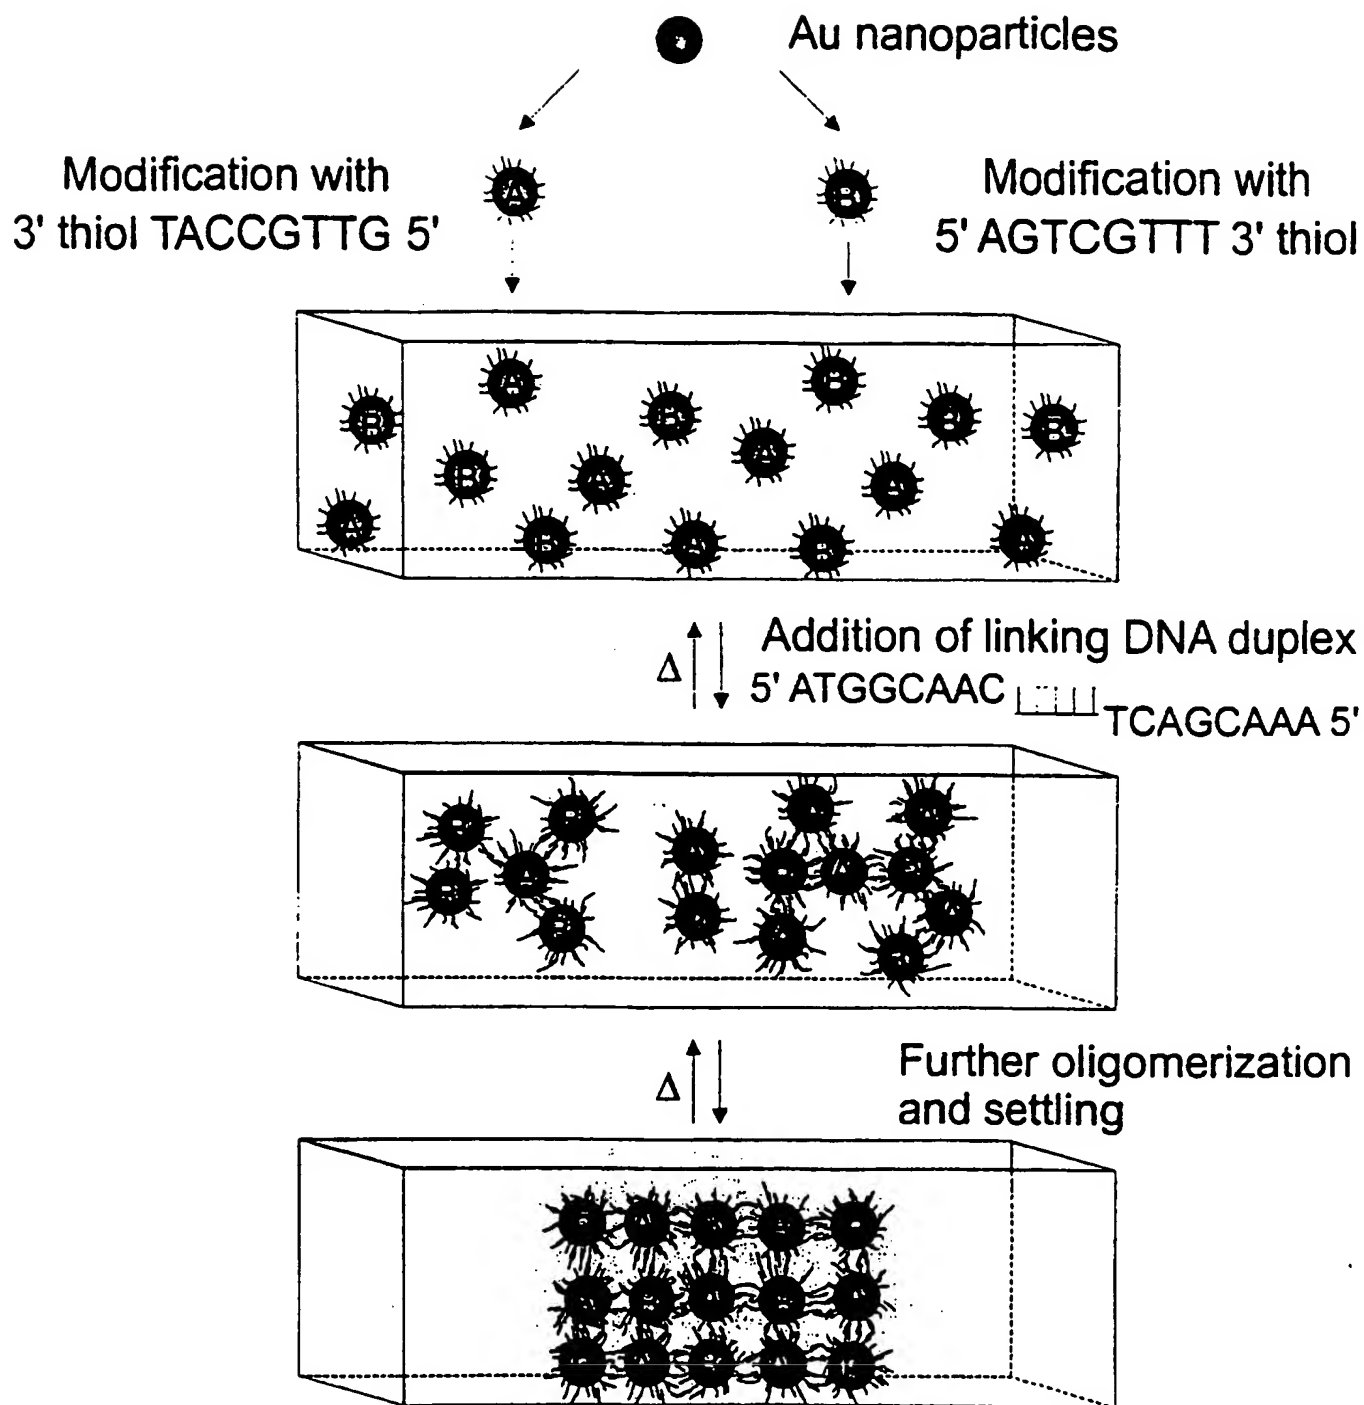 Au nanoparticles
Modification with
3' thiol TACCGTTG 5'
A
B
Modification with
5' AGTCGTTT 3' thiol
A
B
B
B
B
B
A
B
A
A
A
B
A
B
A
Δ
Addition of linking DNA duplex
5' ATGGCAAC
TCAGCAAA 5'
Δ
Further oligomerization
and settling